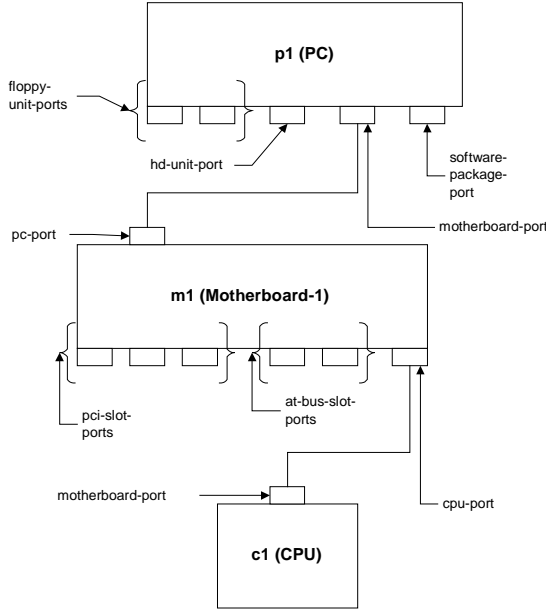 p1 (PC)
floppy-
unit-ports
hd-unit-port
software-
package-
port
motherboard-port
pc-port
m1 (Motherboard-1)
pci-slot-
ports
at-bus-slot-
ports
motherboard-port
cpu-port
c1 (CPU)